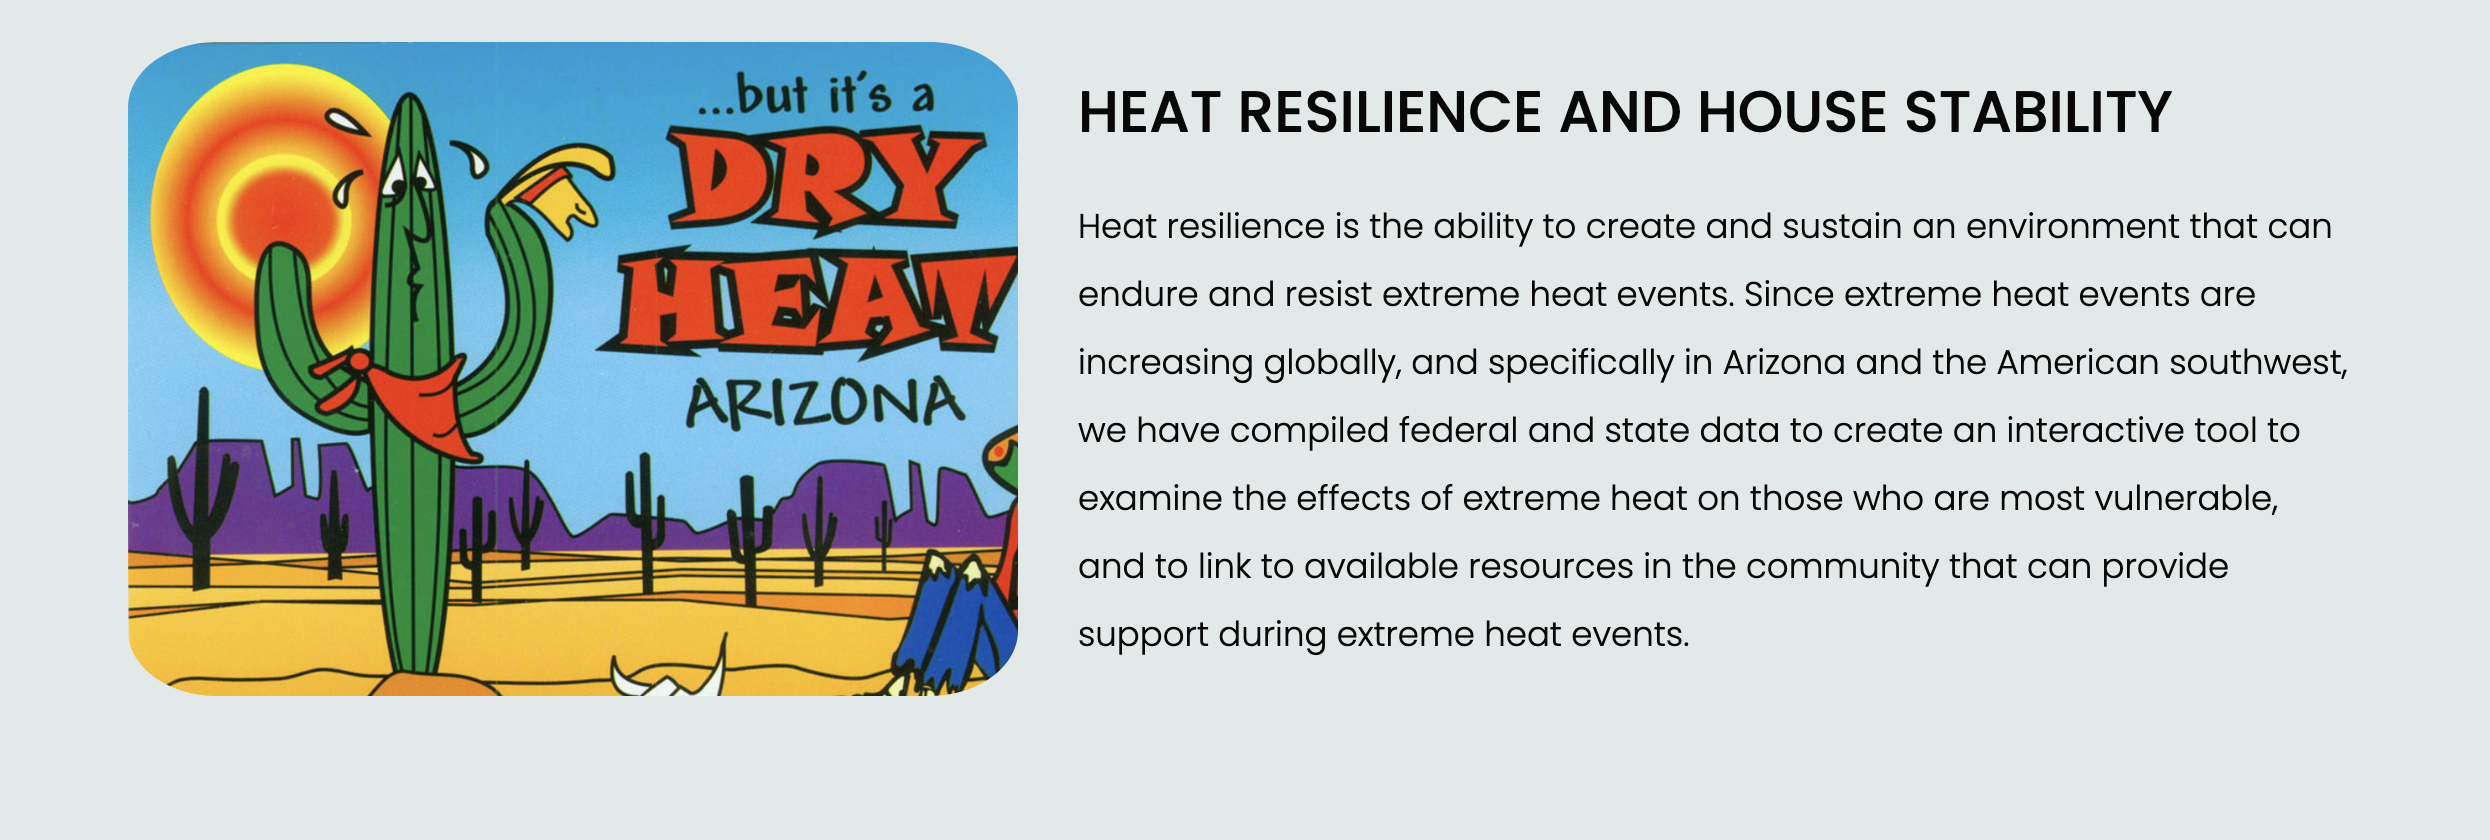 ...but it's a
DRY
HEAT
ARIZONA
HEAT RESILIENCE AND HOUSE STABILITY
Heat resilience is the ability to create and sustain an environment that can
endure and resist extreme heat events. Since extreme heat events are
increasing globally, and specifically in Arizona and the American southwest,
we have compiled federal and state data to create an interactive tool to
examine the effects of extreme heat on those who are most vulnerable,
and to link to available resources in the community that can provide
support during extreme heat events.